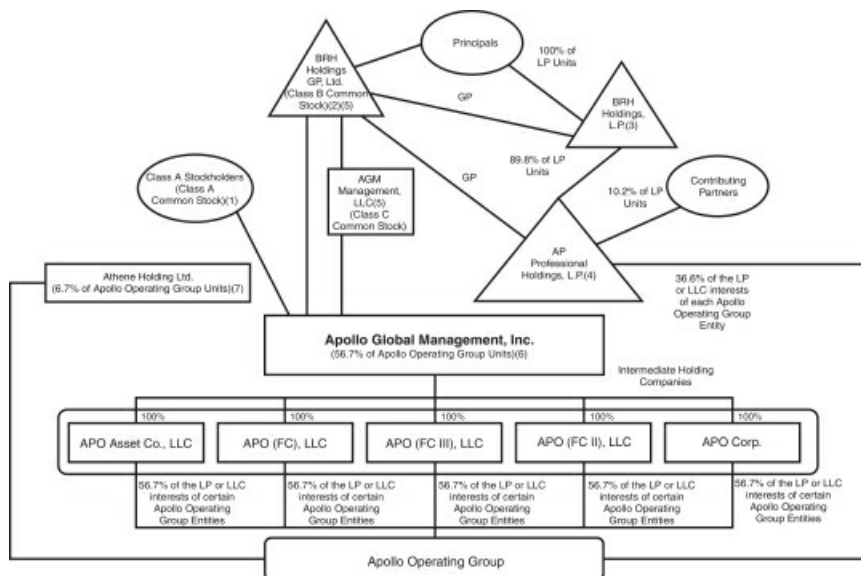 Principals
BRH
Holdings
GP, Ltd.
(Class B Common
Stock)(2)(5)
100% of
LP Units
GP
BRH
Holdings,
L.P.(3)
89.8% of LP
Units
Class A Stockholders
(Class A
Common Stock)(1)
AGM
Management,
LLC(5)
(Class C
Common Stock)
GP
10.2% of LP
Units
Contributing
Partners
AP
Professional
Holdings, L.P.(4)
Athene Holding Ltd.
(6.7% of Apollo Operating Group Units)(7)
36.6% of the LP
or LLC interests
of each Apollo
Operating Group
Entity
Apollo Global Management, Inc.
(56.7% of Apollo Operating Group Units)(6)
Intermediate Holding
Companies
100%
100%
100%
100%
100%
APO Asset Co., LLC
APO (FC), LLC
APO (FC III), LLC
APO (FC II), LLC
APO Corp.
56.7% of the LP or LLC
interests of certain
Apollo Operating
Group Entities
56.7% of the LP or LLC
interests of certain
Apollo Operating
Group Entities
56.7% of the LP or LLC
interests of certain
Apollo Operating
Group Entities
56.7% of the LP or LLC
interests of certain
Apollo Operating
Group Entities
56.7% of the LP or LLC
interests of certain
Apollo Operating
Group Entities
Apollo Operating Group